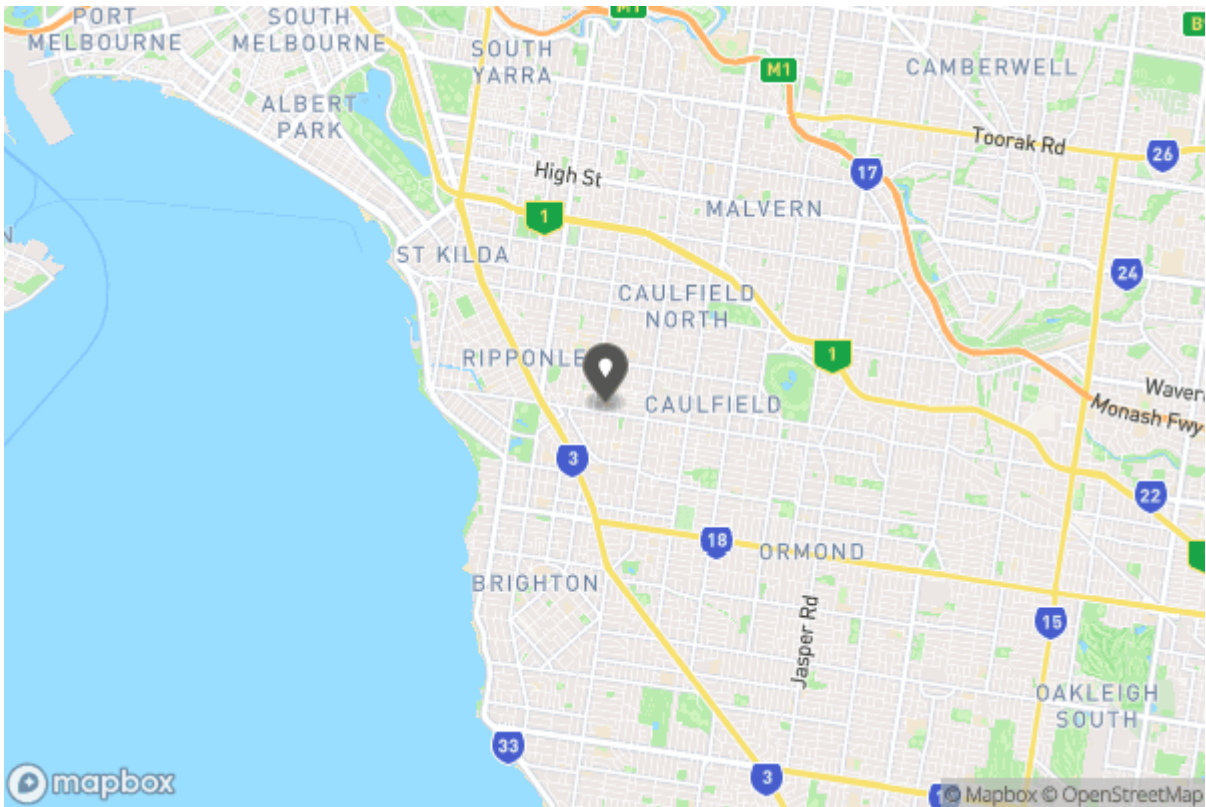 PORT
MELBOURNE
SOUTH
MELBOURNE
M1
SOUTH
YARRA
M1
CAMBERWELL
ALBERT
PARK
Toorak Rd
26
High St
17
MALVERN
1
N
ST KILDA
24
CAULFIELD
NORTH
RIPPONLE
1
CAULFIELD
Monash Fwy
3
22
18
ORMOND
BRIGHTON
15
Jasper Rd
OAKLEIGH
SOUTH
33
3
mapbox
© Mapbox © OpenStreetMap